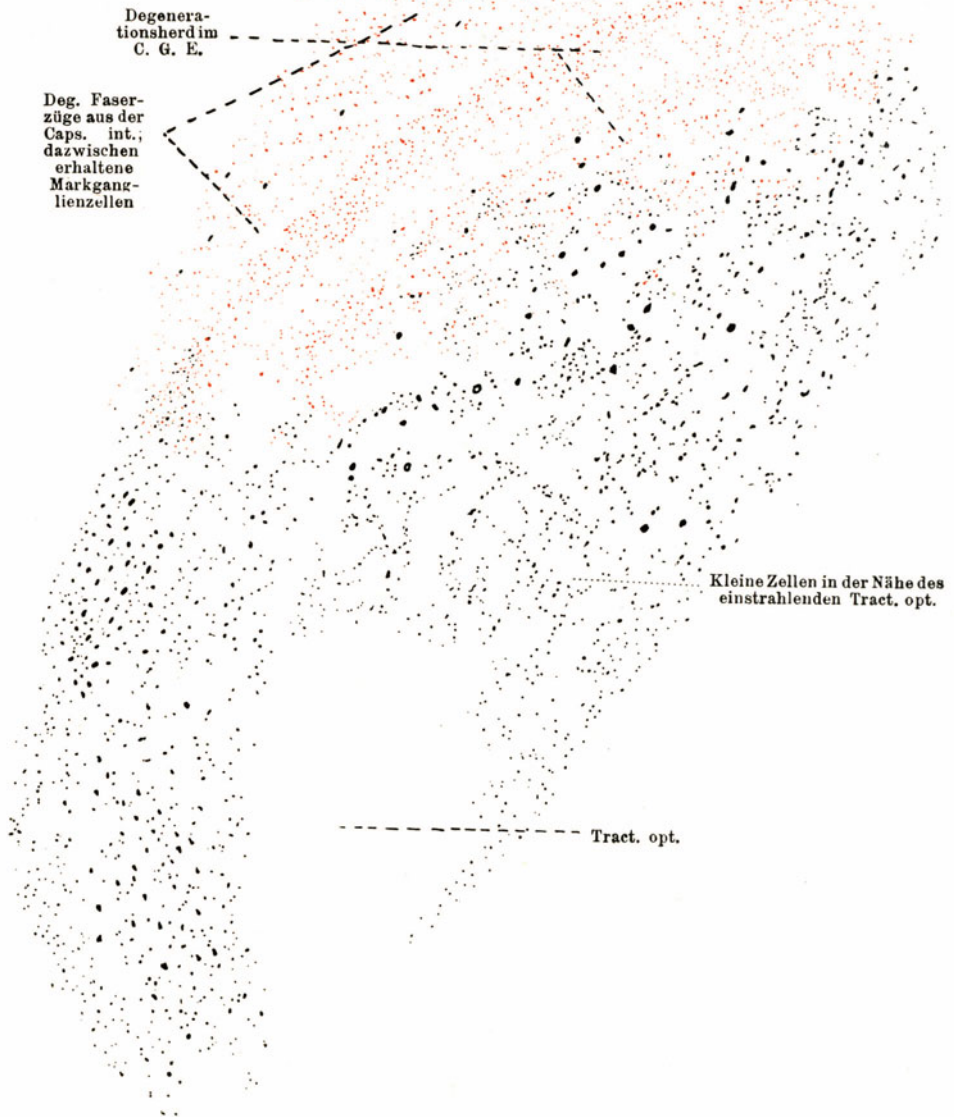 Degenera-
tionsherd im
C. G. E.
Deg. Faser-
züge aus der
Caps. int.;
dazwischen
erhaltene
Markgang-
lienzellen
Kleine Zellen in der Nähe des
einstrahlenden Tract. opt.
Tract. opt.